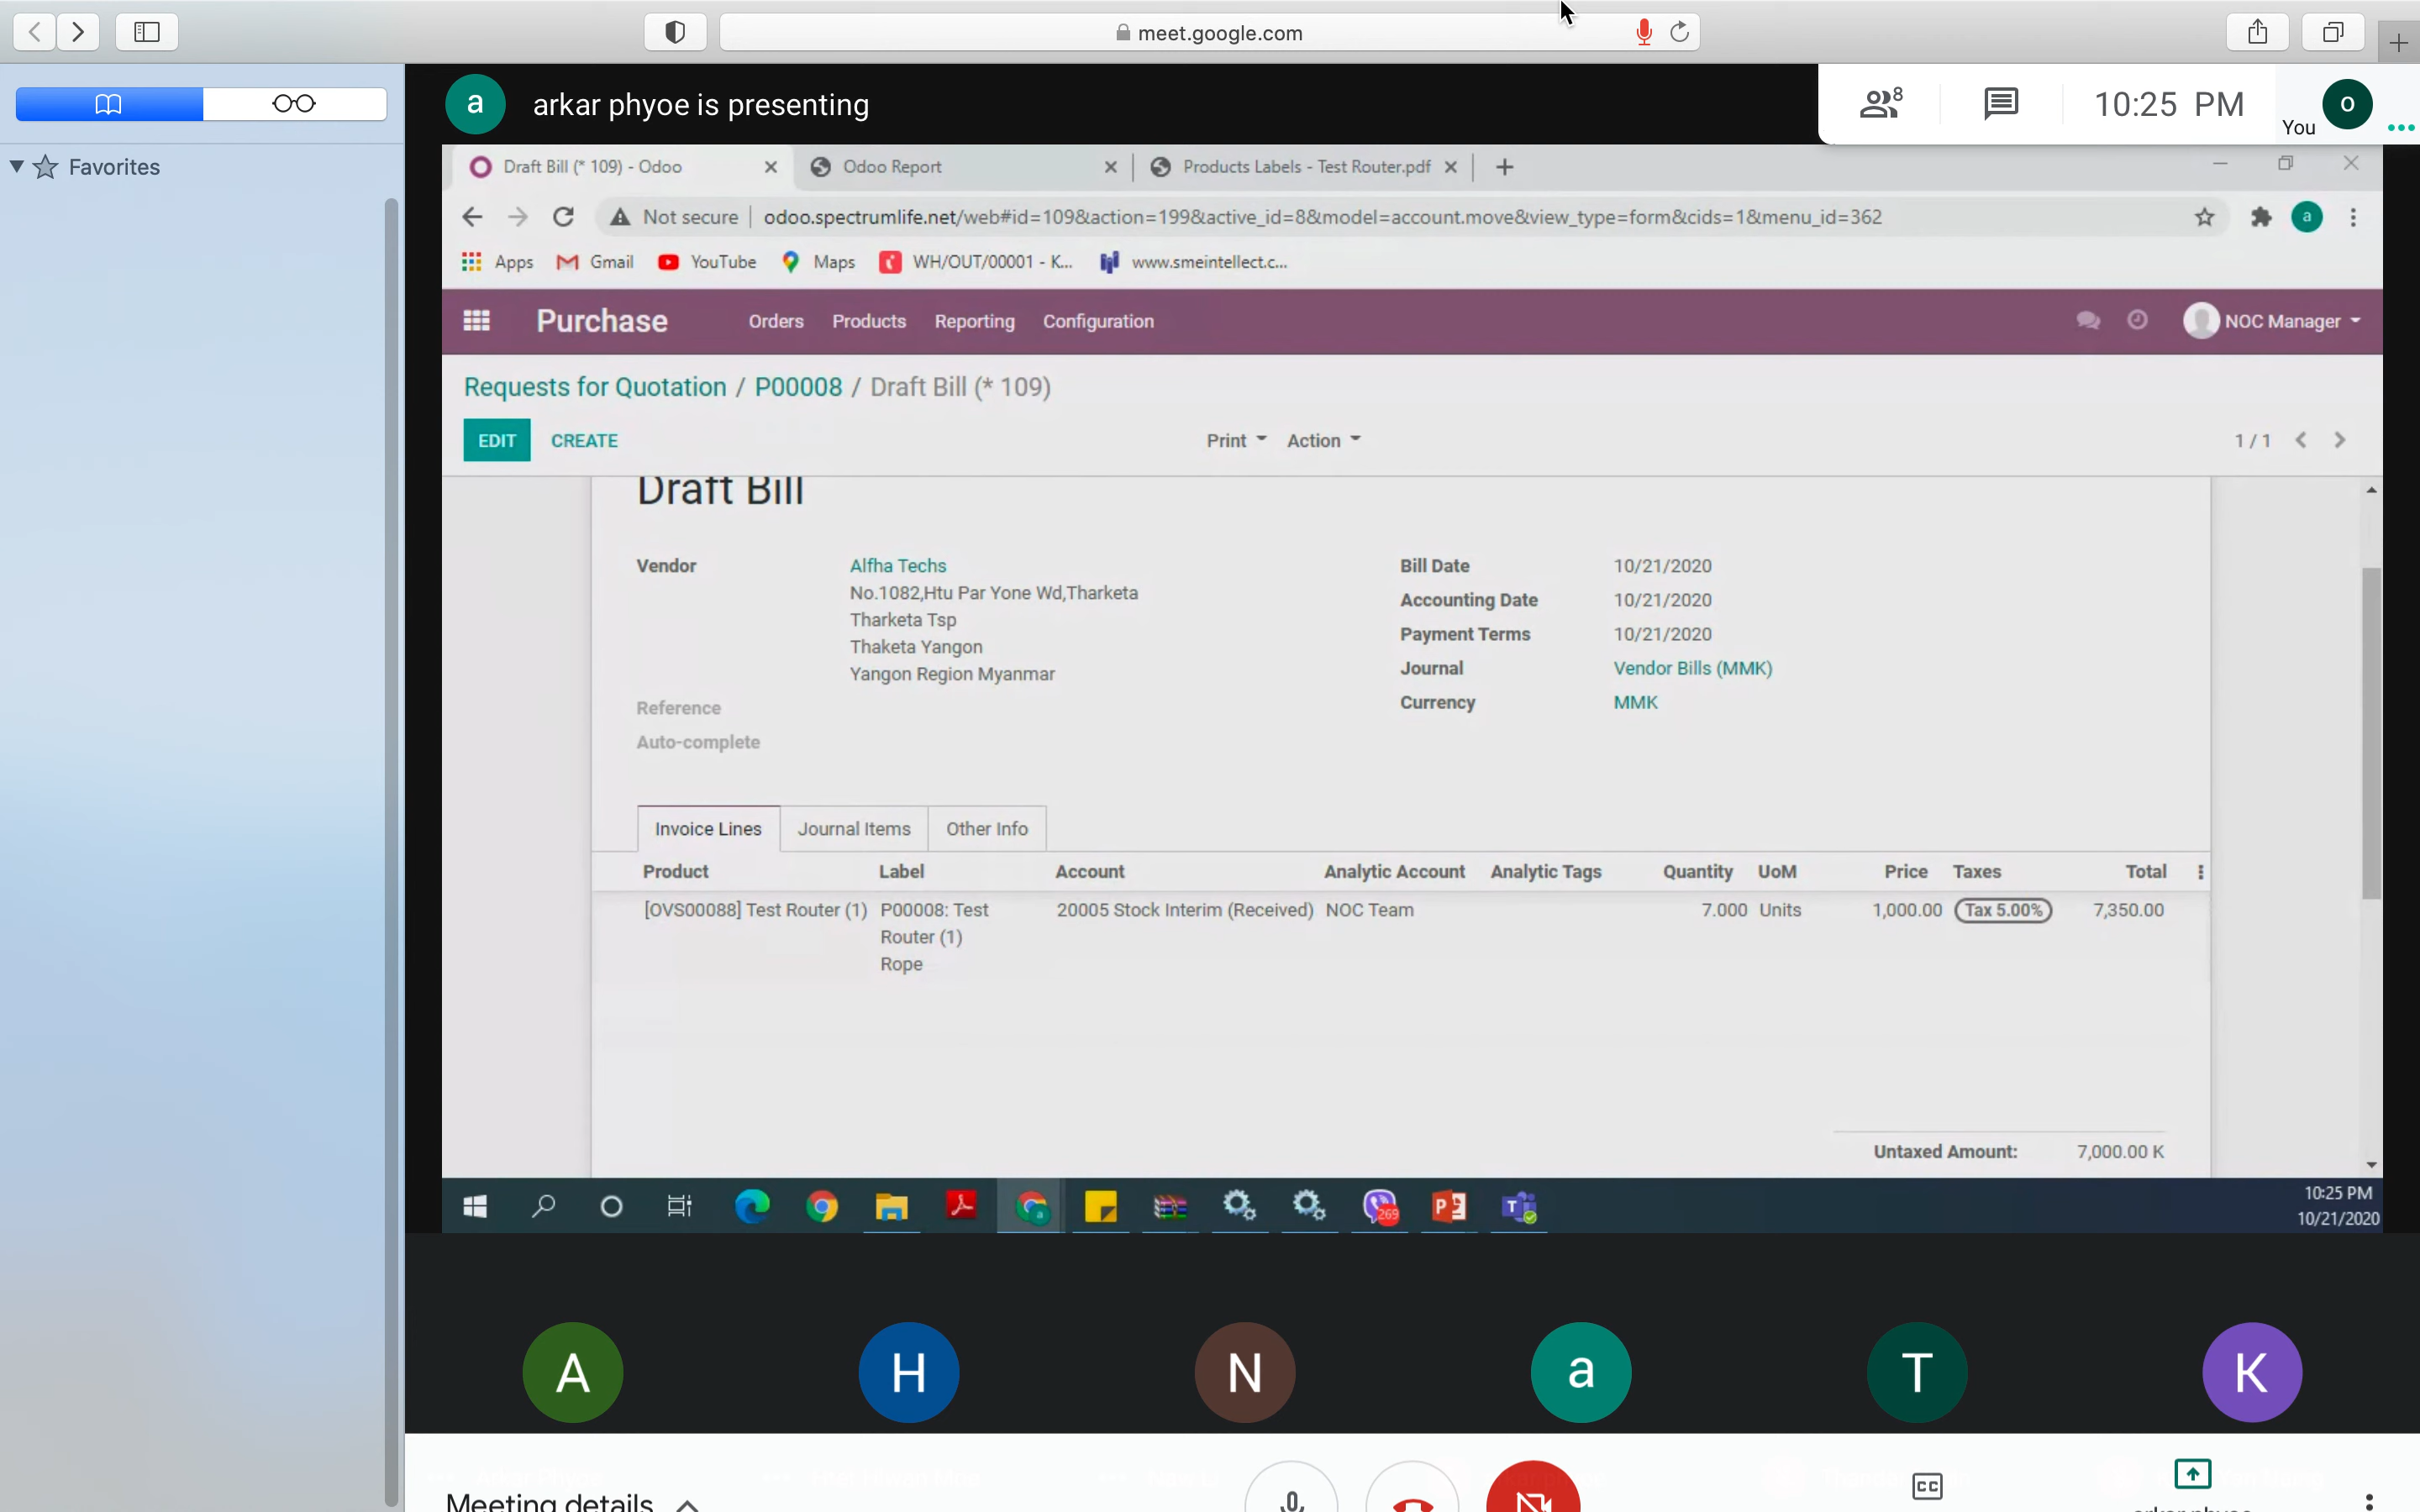 meet.google.com
a
arkar phyoe is presenting
8
10:25 PM
You
o
Favorites
Draft Bill (* 109) - Odoo
Odoo Report
Products Labels - Test Router.pdf
Not secure
odoo.spectrumlife.net/web#id=109&action=199&active_id=8&model=account.move&view_type=form&cids=1&menu_id=362
a
Apps
Gmail
YouTube
Maps
WH/OUT/00001 - K...
www.smeintellect.c...
Purchase
Orders
Products
Reporting
Configuration
NOC Manager
Requests for Quotation / P00008 / Draft Bill (* 109)
EDIT
CREATE
Print
Action
1 / 1
Draft Bill
Vendor
Alfha Techs
No.1082,Htu Par Yone Wd,Tharketa
Tharketa Tsp
Thaketa Yangon
Yangon Region Myanmar
Reference
Auto-complete
Bill Date 10/21/2020
Accounting Date 10/21/2020
Payment Terms 10/21/2020
Journal Vendor Bills (MMK)
Currency MMK
Invoice Lines
Journal Items
Other Info
Product Label Account Analytic Account Analytic Tags Quantity UoM Price Taxes Total
[OVS00088] Test Router (1) P00008: Test 20005 Stock Interim (Received) NOC Team 7.000 Units 1,000.00 Tax 5.00% 7,350.00
Router (1)
Rope
Untaxed Amount: 7,000.00 K
269
10:25 PM
10/21/2020
A
H
N
a
T
K
Meeting details
CC